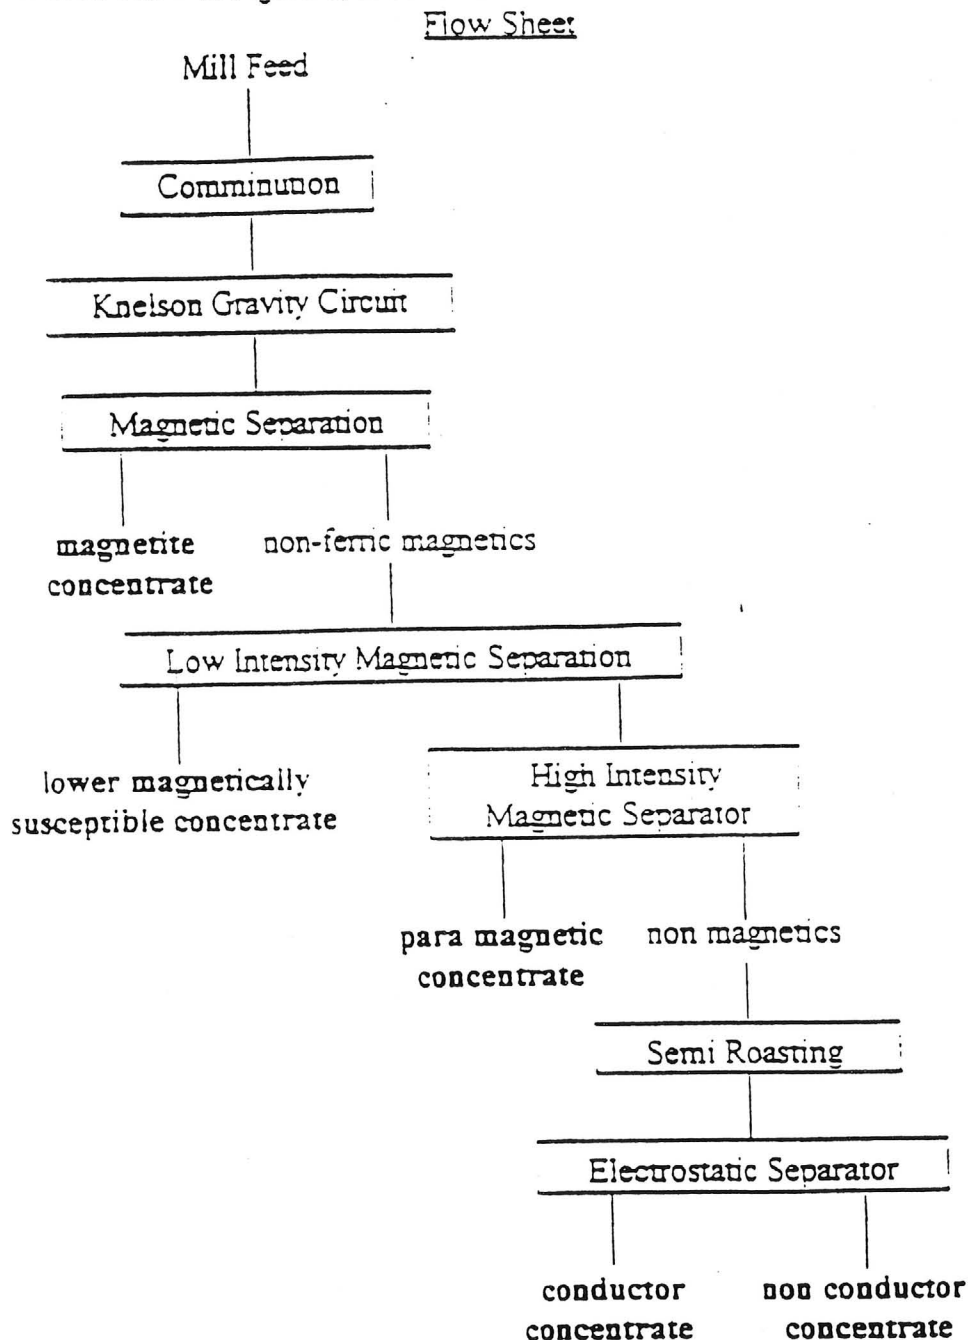 Flow Sheet
Mill Feed
Comminution
Knelson Gravity Circuit
Magnetic Separation
magnetite
concentrate
non-ferric magnetics
Low Intensity Magnetic Separation
lower magnetically
susceptible concentrate
High Intensity
Magnetic Separator
para magnetic
concentrate
non magnetics
Semi Roasting
Electrostatic Separator
conductor
concentrate
non conductor
concentrate